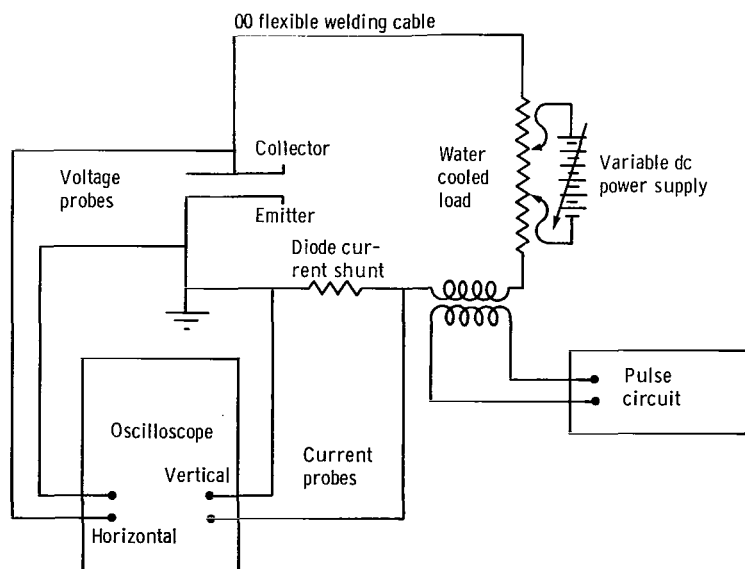 00 flexible welding cable
Collector
Voltage
probes
Emitter
Water
cooled
load
Variable dc
power supply
Diode cur-
rent shunt
Pulse
circuit
Oscilloscope
Vertical
Current
probes
Horizontal